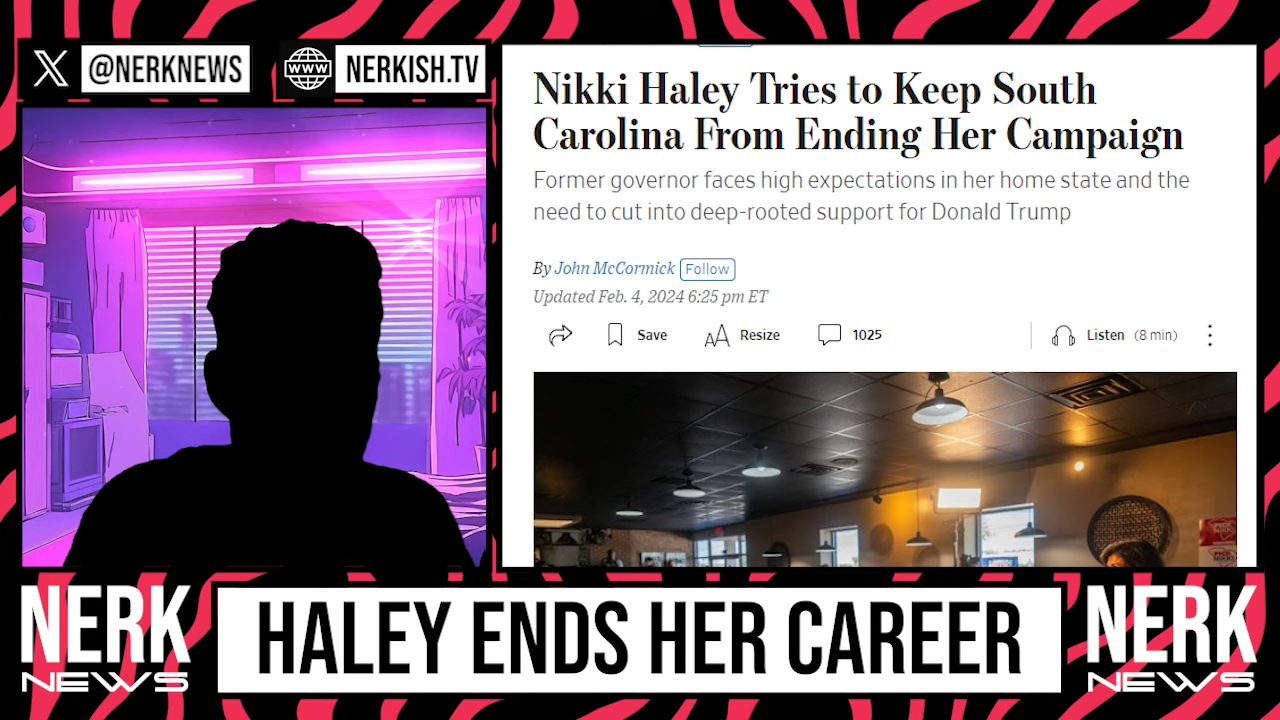 @NERKNEWS
WWW
NERKISH.TV
Nikki Haley Tries to Keep South
Carolina From Ending Her Campaign
Former governor faces high expectations in her home state and the
need to cut into deep-rooted support for Donald Trump
By John McCormick Follow
Updated Feb. 4, 2024 6:25 pm ET
Save
Resize
1025
Listen (8 min)
NERK
NEWS
HALEY ENDS HER CAREER
NERK
NEWS